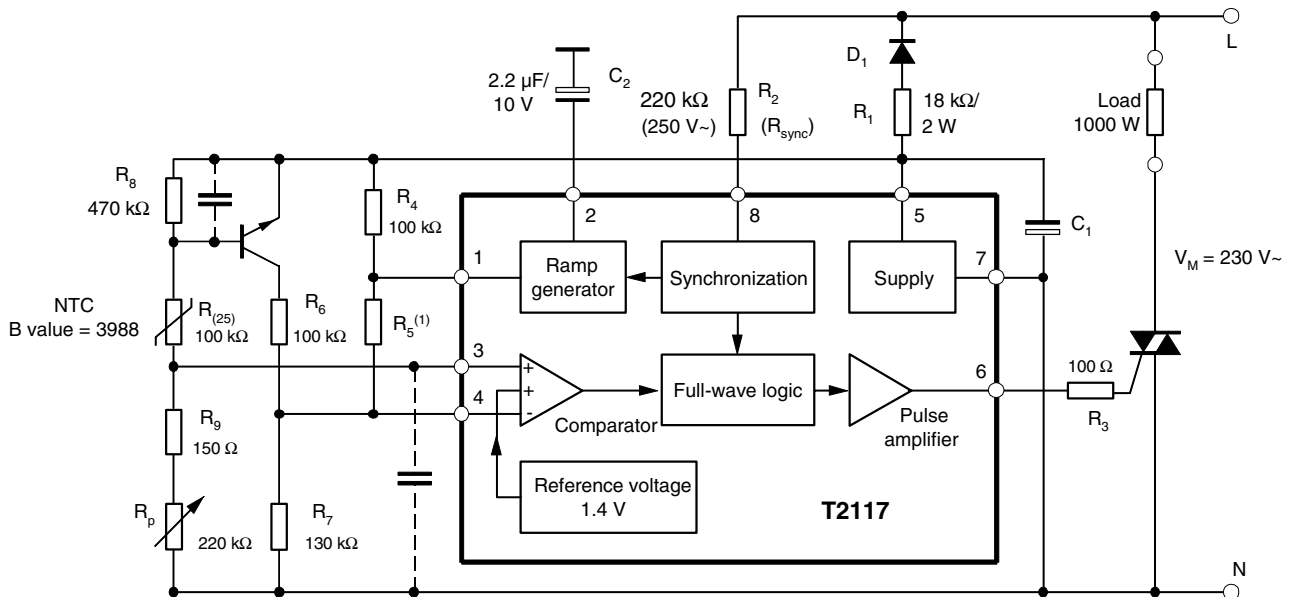 L
D₁
2.2 µF/
10 V
C₂
220 kΩ
(250 V~)
R₂
(Rsync)
R₁
18 kΩ/
2 W
Load
1000 W
R₈
470 kΩ
R₄
100 kΩ
2
8
5
C₁
1
Ramp
generator
Synchronization
Supply
7
V_M = 230 V~
NTC
B value = 3988
R(25)
100 kΩ
R₆
100 kΩ
R₅⁽¹⁾
3
+
+
-
4
Comparator
Full-wave logic
Pulse
amplifier
6
100 Ω
R₃
R₉
150 Ω
Reference voltage
1.4 V
T2117
Rₚ
220 kΩ
R₇
130 kΩ
N